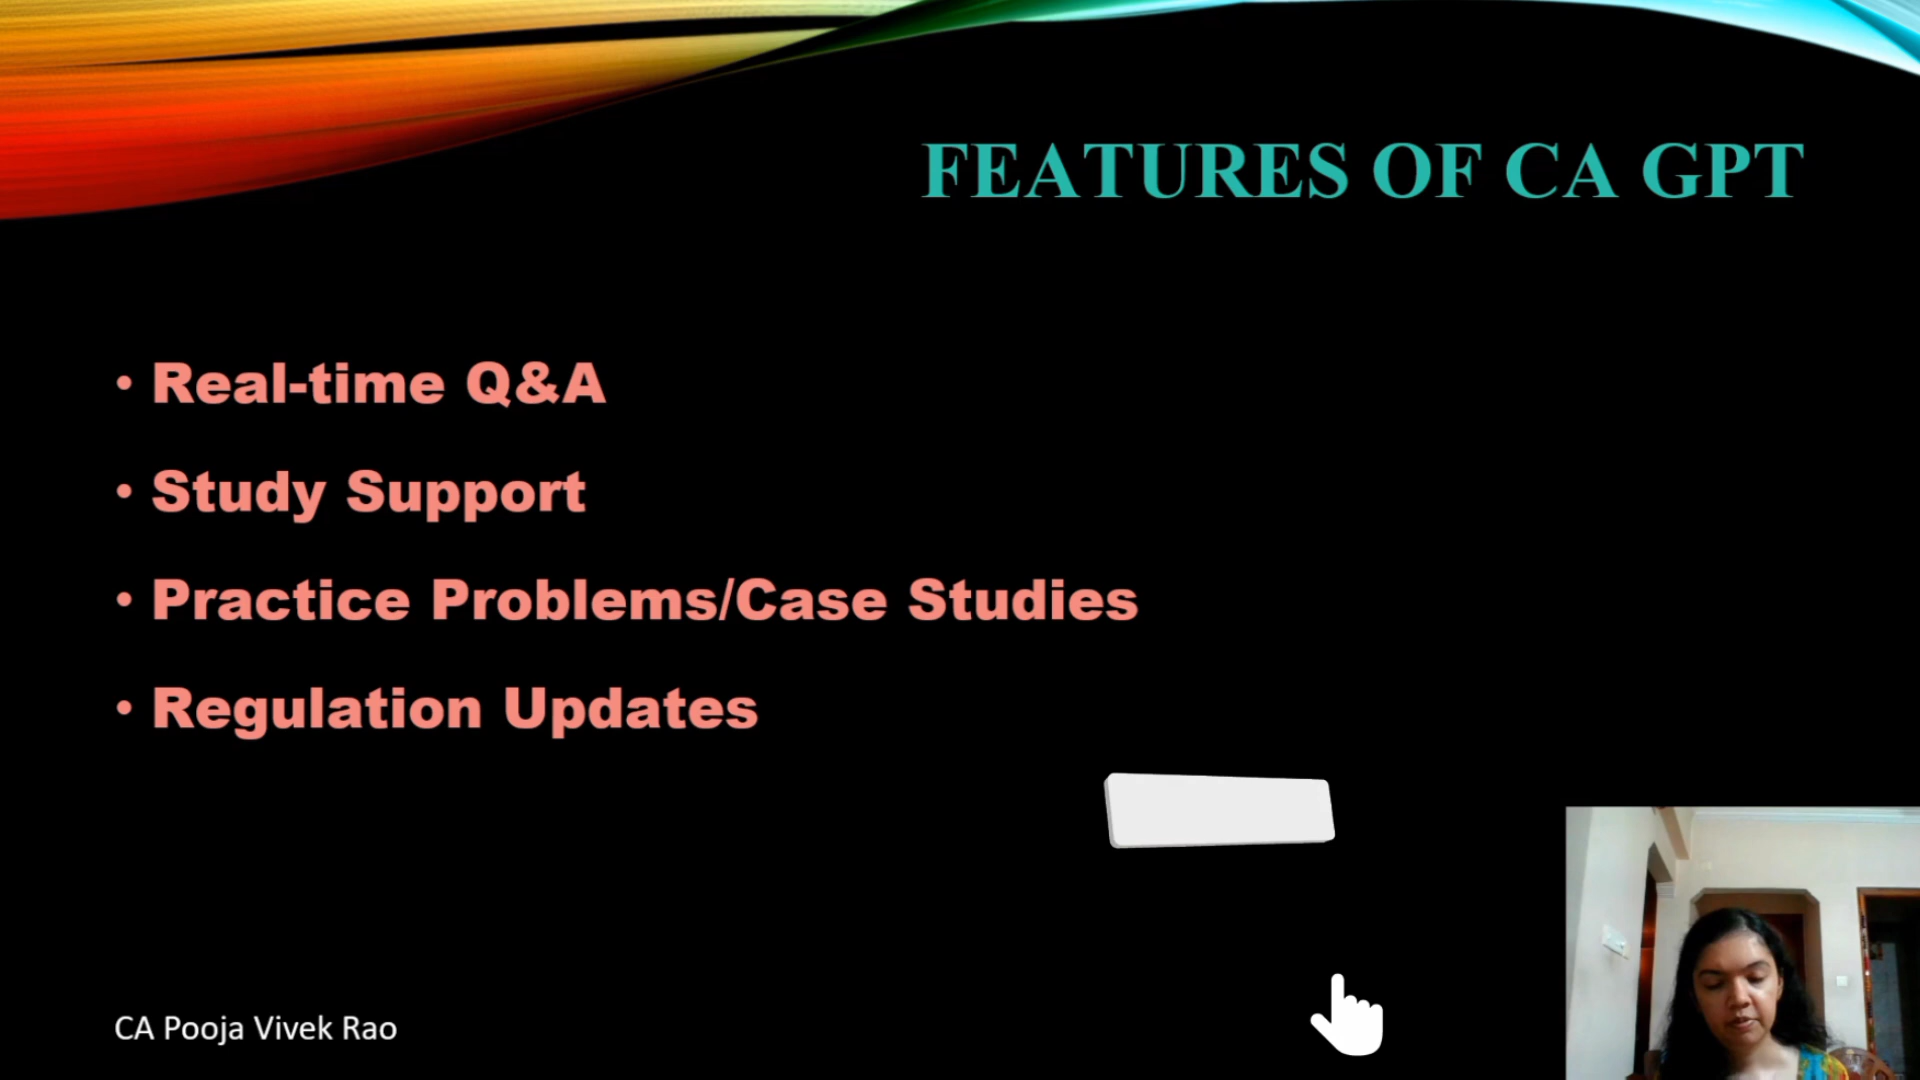 FEATURES OF CA GPT
• Real-time Q&A
• Study Support
• Practice Problems/Case Studies
• Regulation Updates
CA Pooja Vivek Rao